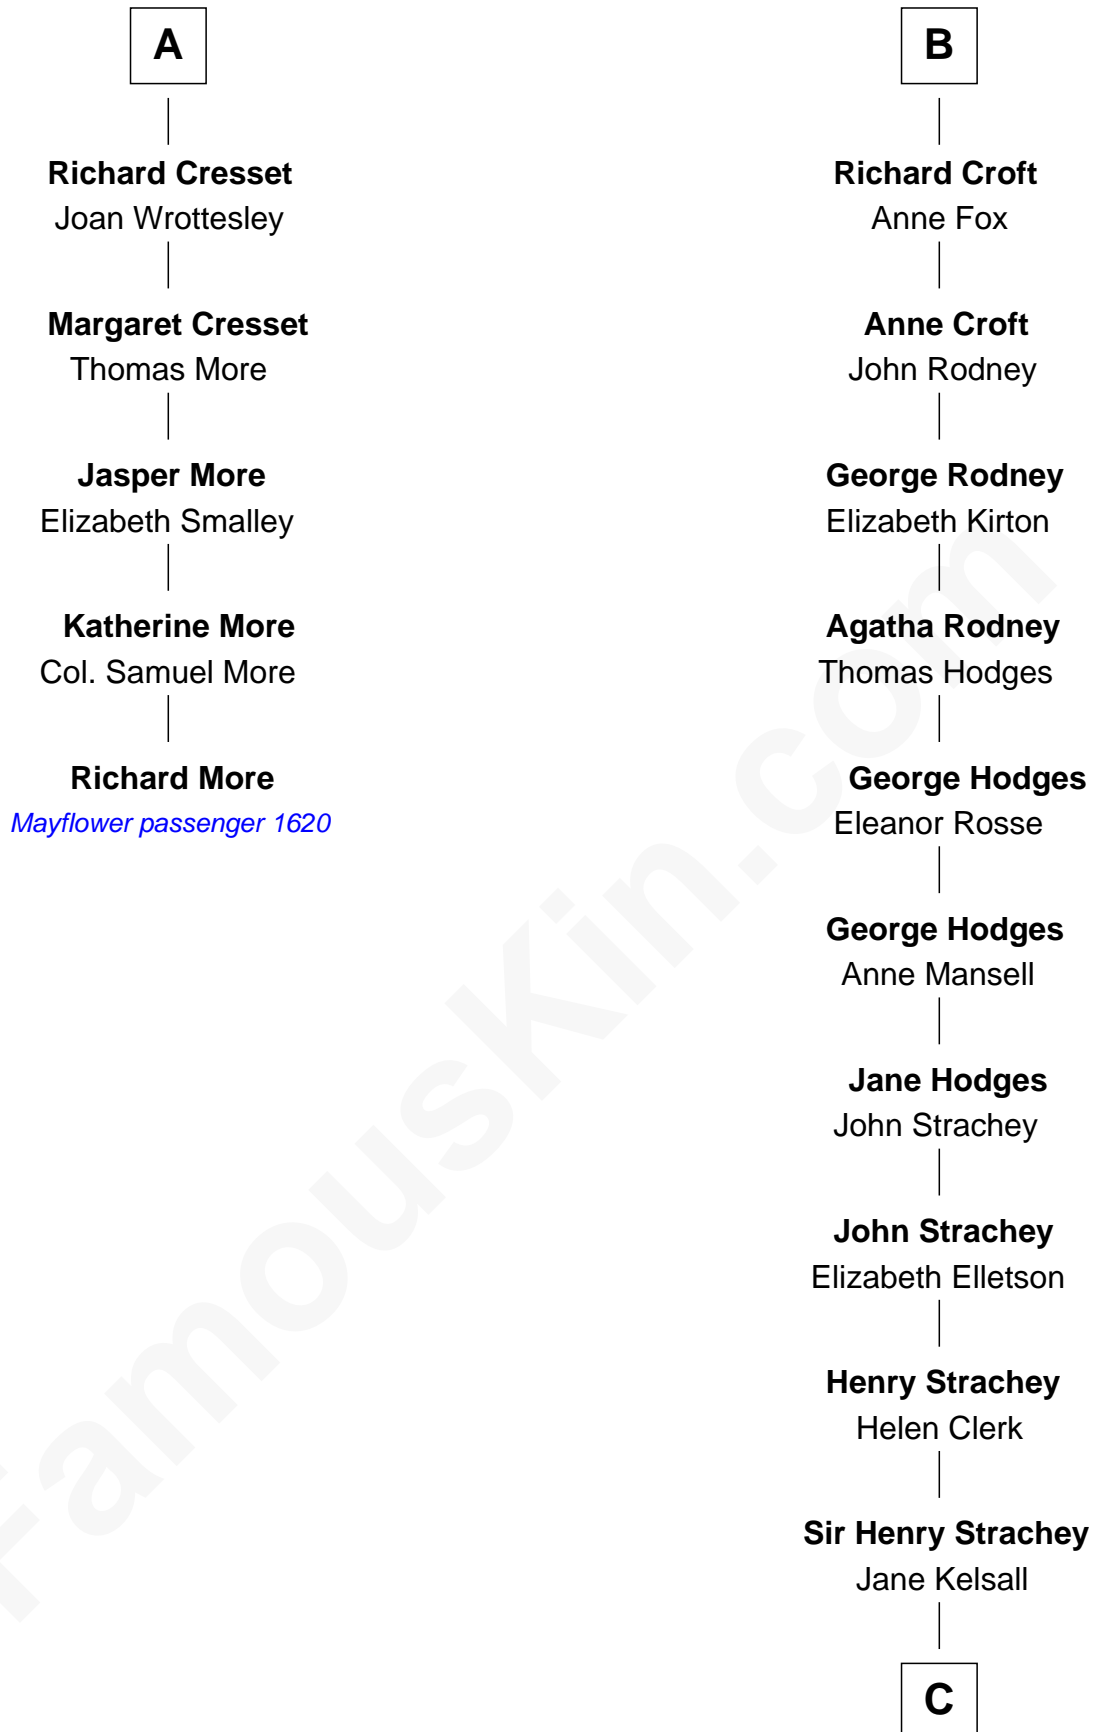 A
Richard Cresset
Joan Wrottesley
Margaret Cresset
Thomas More
Jasper More
Elizabeth Smalley
Katherine More
Col. Samuel More
Richard More
Mayflower passenger 1620
B
Richard Croft
Anne Fox
Anne Croft
John Rodney
George Rodney
Elizabeth Kirton
Agatha Rodney
Thomas Hodges
George Hodges
Eleanor Rosse
George Hodges
Anne Mansell
Jane Hodges
John Strachey
John Strachey
Elizabeth Elletson
Henry Strachey
Helen Clerk
Sir Henry Strachey
Jane Kelsall
C
FamousKin.com